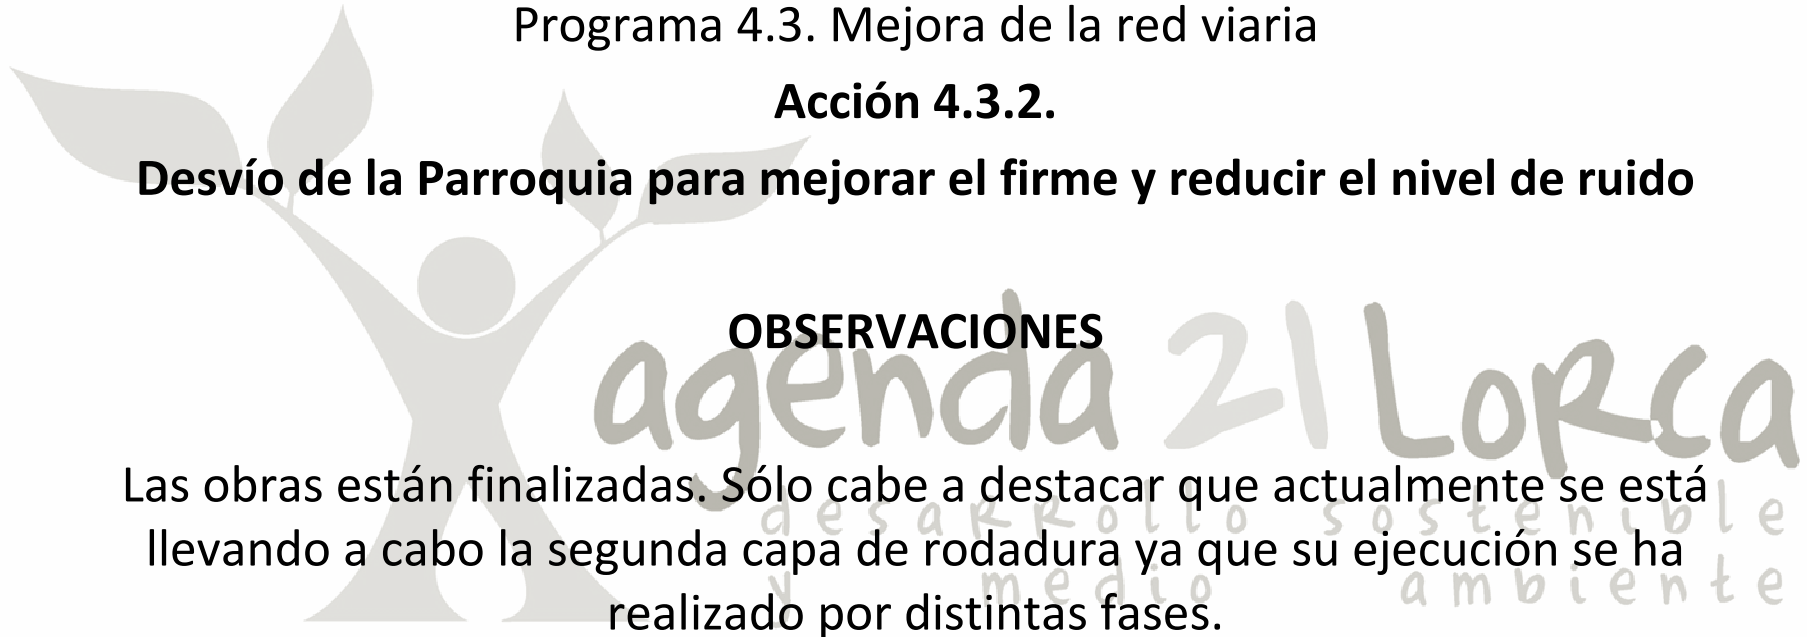 Programa 4.3. Mejora de la red viaria
Acción 4.3.2.
Desvío de la Parroquia para mejorar el firme y reducir el nivel de ruido
OBSERVACIONES
agenda 21 Lorca
desarrollo sostenible
y medio ambiente
Las obras están finalizadas. Sólo cabe a destacar que actualmente se está
llevando a cabo la segunda capa de rodadura ya que su ejecución se ha
realizado por distintas fases.